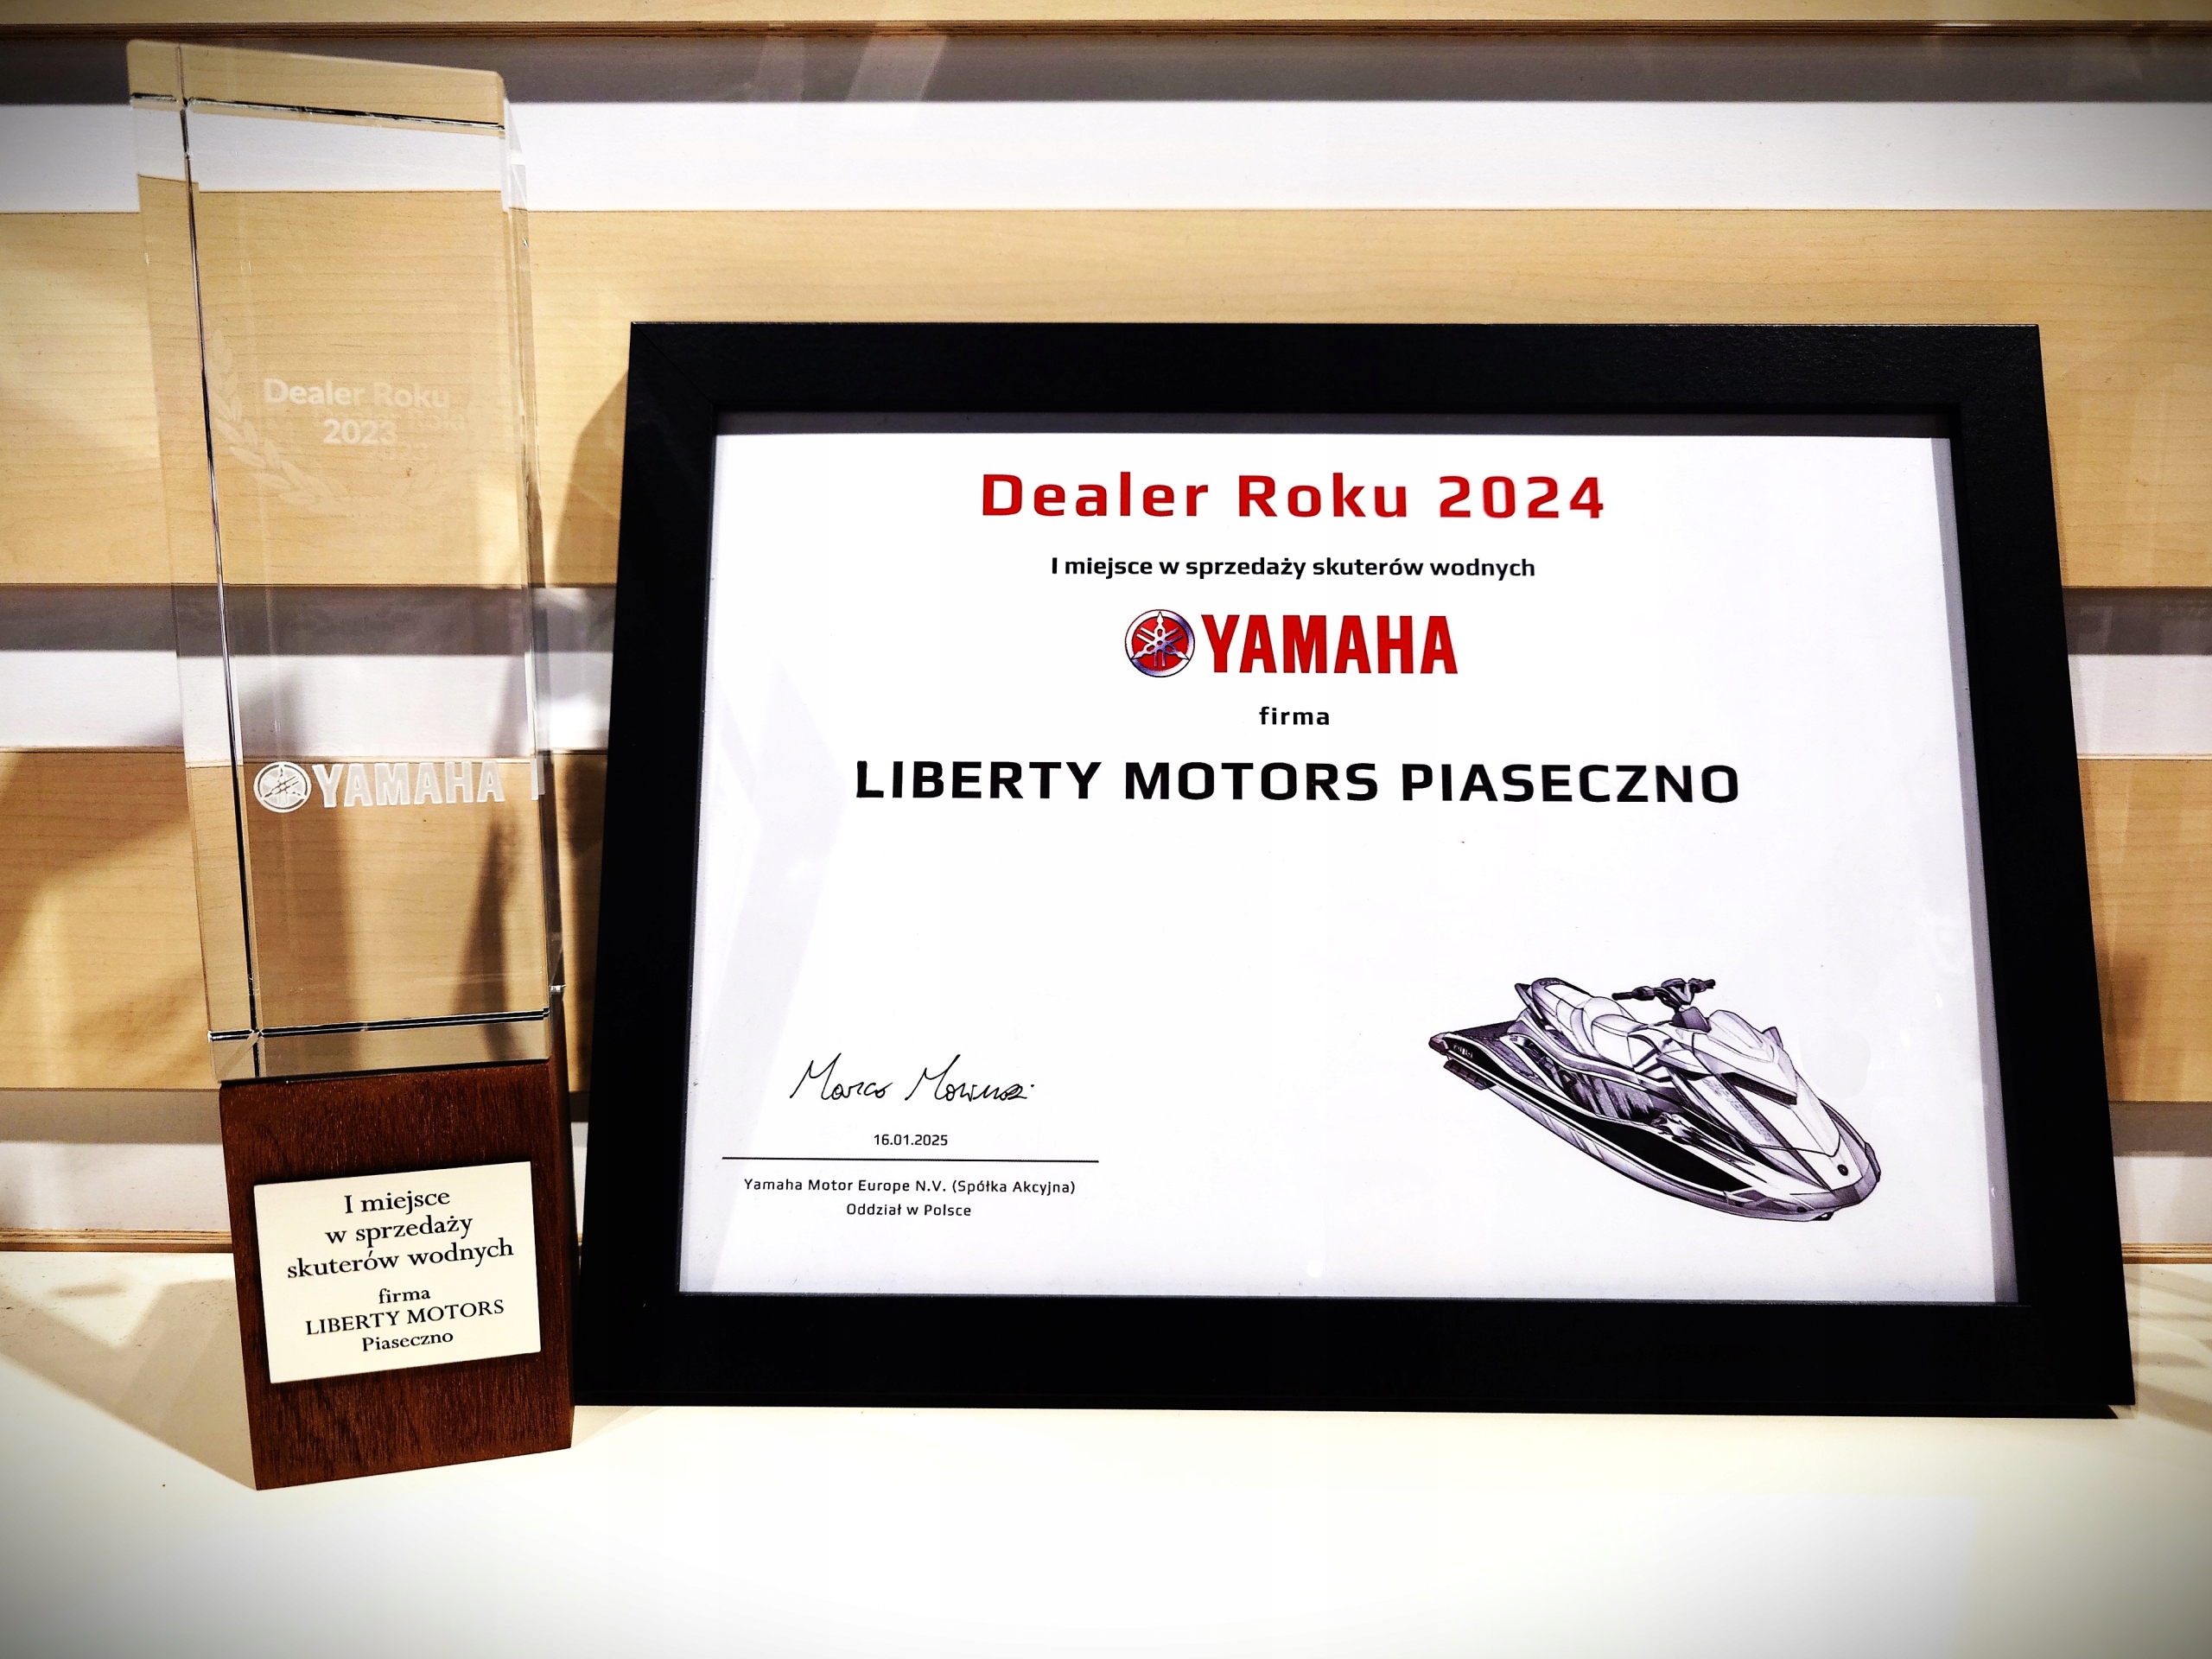 Dealer Roku
2023
YAMAHA
I miejsce
w sprzedaży
skuterów wodnych
firma
LIBERTY MOTORS
Piaseczno
Dealer Roku 2024
I miejsce w sprzedaży skuterów wodnych
YAMAHA
firma
LIBERTY MOTORS PIASECZNO
Marco
16.01.2025
Yamaha Motor Europe N.V. (Spółka Akcyjna)
Oddział w Polsce